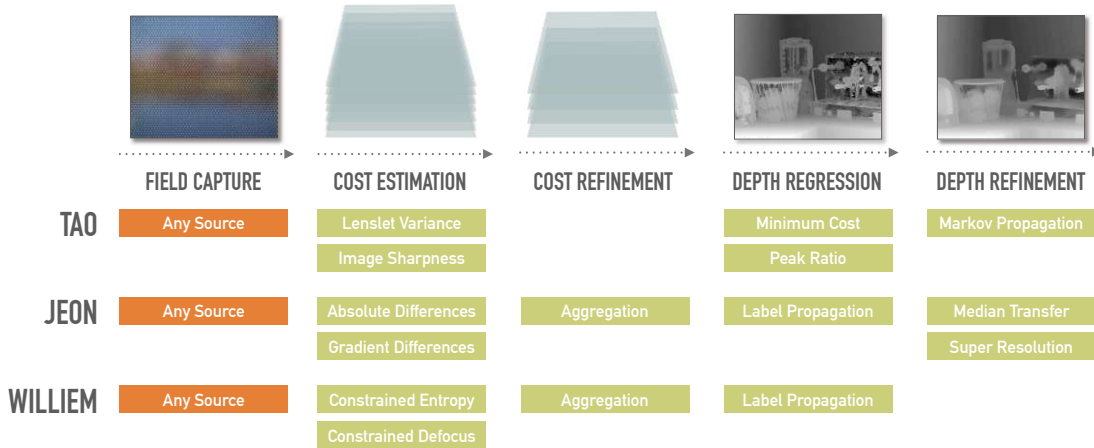 FIELD CAPTURE COST ESTIMATION COST REFINEMENT DEPTH REGRESSION DEPTH REFINEMENT
TAO Any Source Lenslet Variance Minimum Cost Markov Propagation
Image Sharpness Peak Ratio
JEON Any Source Absolute Differences Aggregation Label Propagation Median Transfer
Gradient Differences Super Resolution
WILLIEM Any Source Constrained Entropy Aggregation Label Propagation
Constrained Defocus